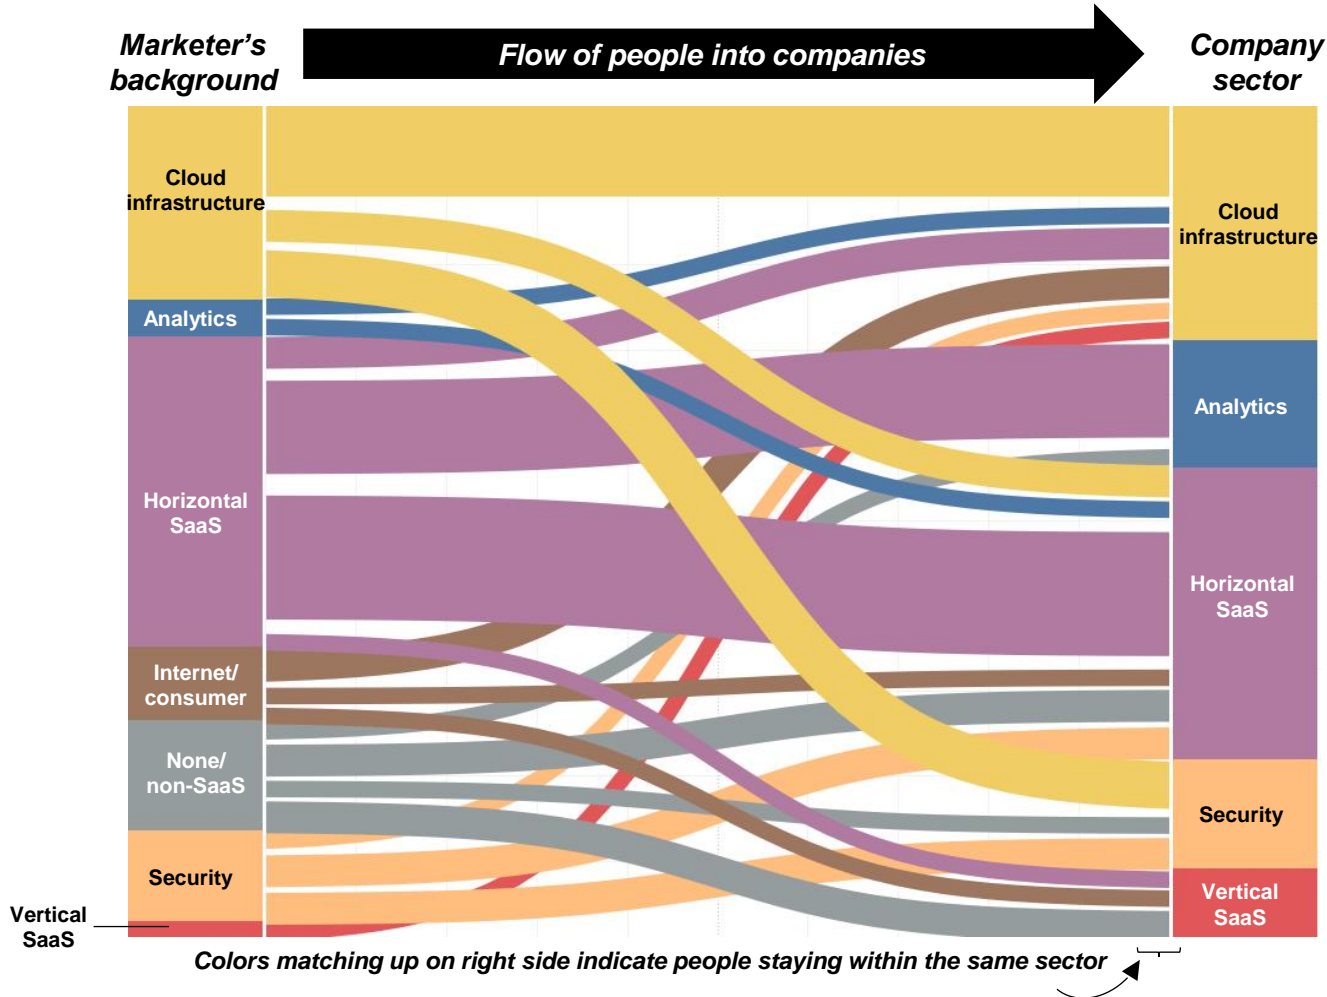 Marketer's
background
Flow of people into companies
Company
sector
Cloud
infrastructure
Analytics
Horizontal
SaaS
Internet/
consumer
None/
non-SaaS
Security
Vertical
SaaS
Cloud
infrastructure
Analytics
Horizontal
SaaS
Security
Vertical
SaaS
Colors matching up on right side indicate people staying within the same sector